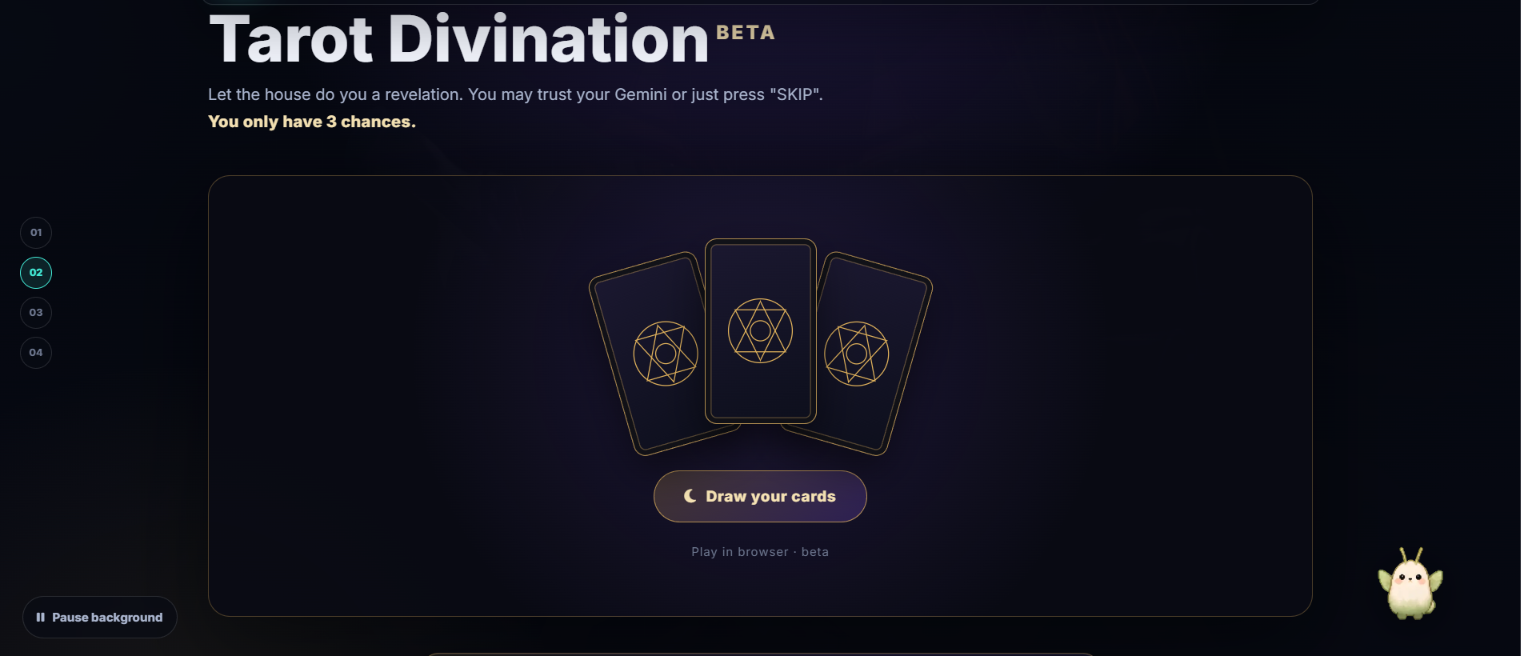 Tarot Divination BETA
Let the house do you a revelation. You may trust your Gemini or just press "SKIP".
You only have 3 chances.
01
02
03
04
Draw your cards
Play in browser · beta
Pause background